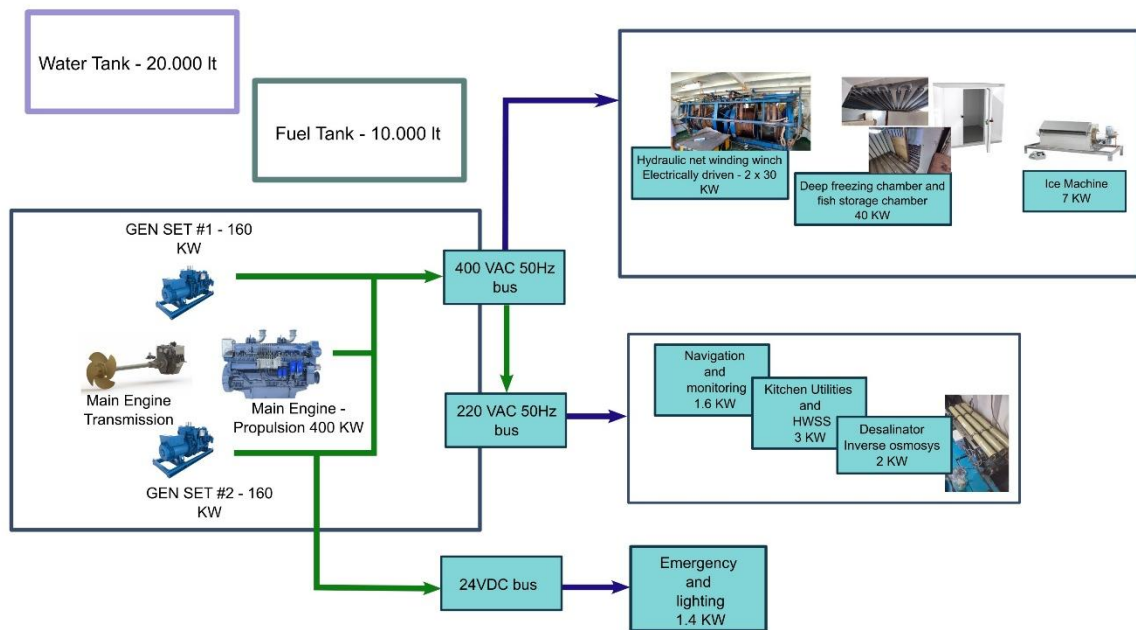 Water Tank - 20.000 lt
Fuel Tank - 10.000 lt
GEN SET #1 - 160
KW
Main Engine
Transmission
Main Engine -
Propulsion 400 KW
GEN SET #2 - 160
KW
400 VAC 50Hz
bus
220 VAC 50Hz
bus
24VDC bus
Hydraulic net winding winch
Electrically driven - 2 x 30
KW
Deep freezing chamber and
fish storage chamber
40 KW
Ice Machine
7 KW
Navigation
and
monitoring
1.6 KW
Kitchen Utilities
and
HWSS
3 KW
Desalinator
Inverse osmosys
2 KW
Emergency
and
lighting
1.4 KW